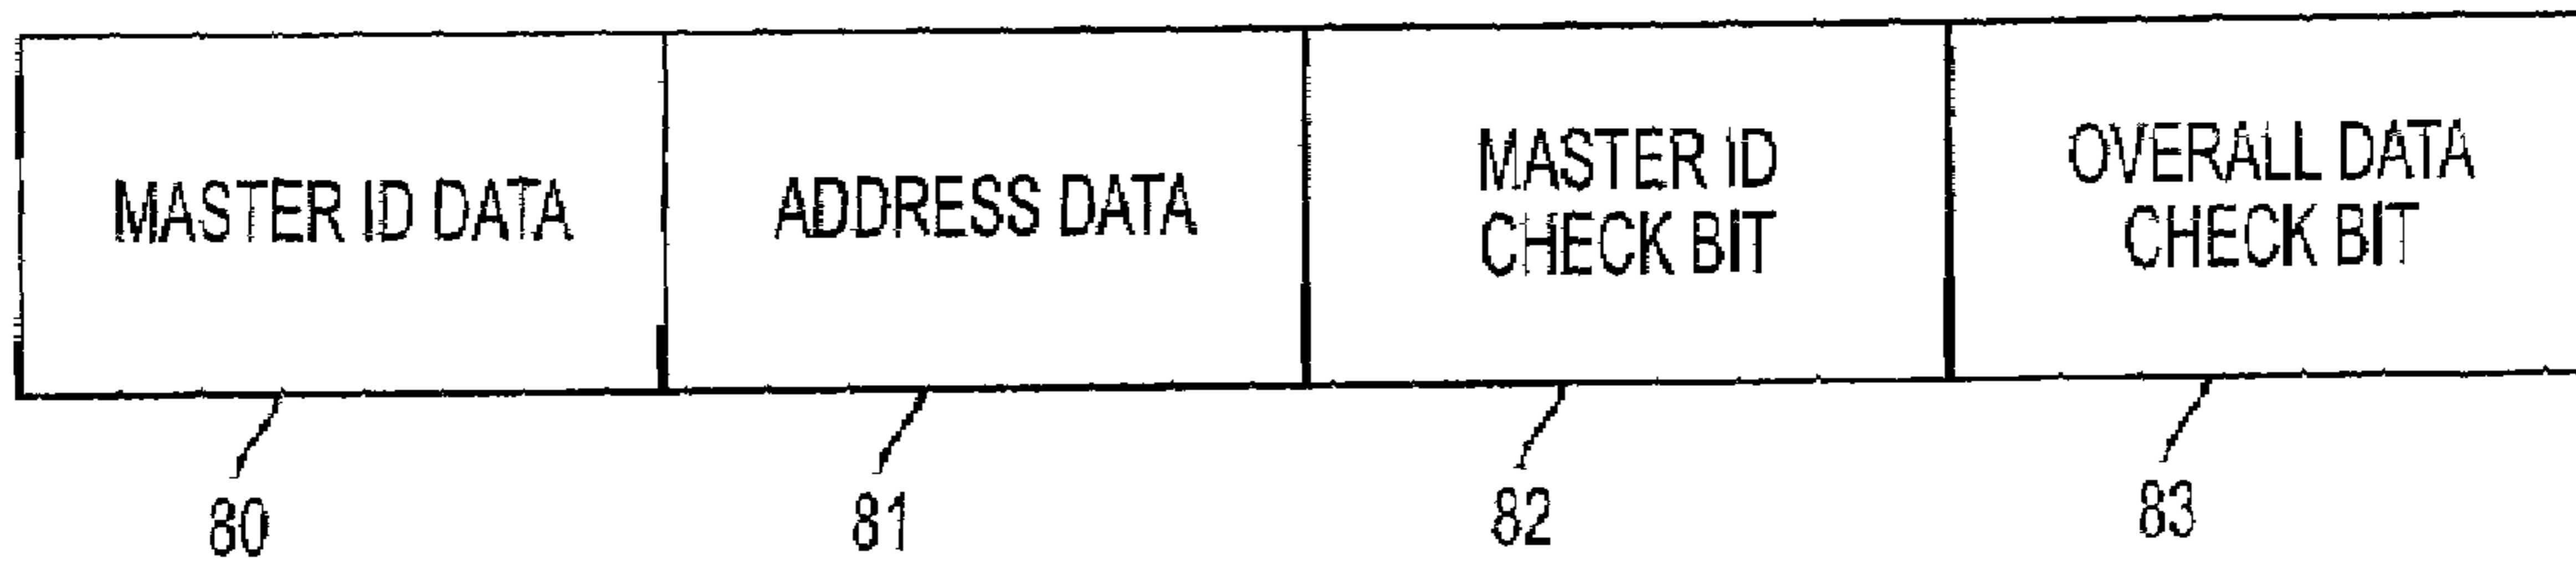 MASTER ID DATA
ADDRESS DATA
MASTER ID
CHECK BIT
OVERALL DATA
CHECK BIT
80
81
82
83